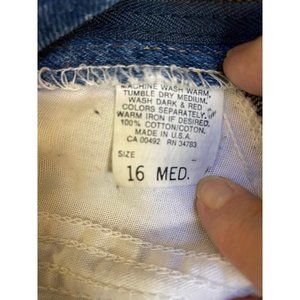 MACHINE WASH WARM,
TUMBLE DRY MEDIUM.
WASH DARK & RED
COLORS SEPARATELY.
WARM IRON IF DESIRED.
100% COTTON/COTON.
MADE IN U.S.A.
CA 00492 RN 34783
SIZE
16 MED.